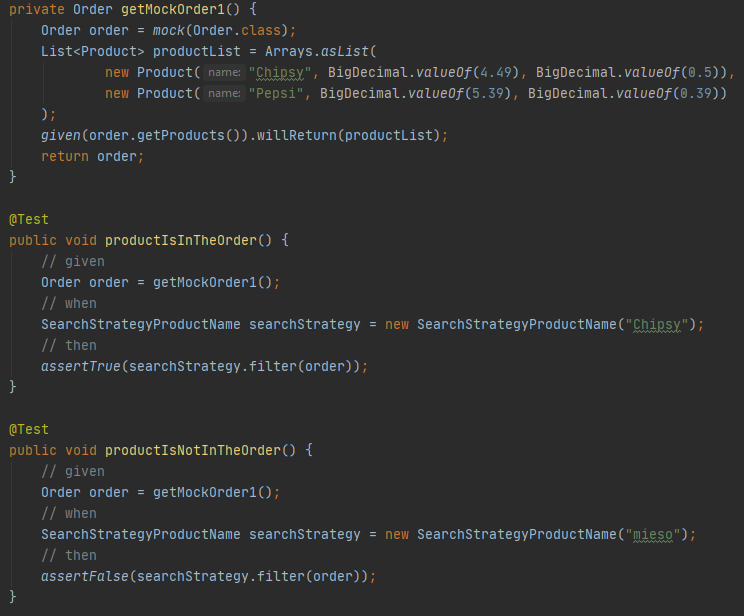 private Order getMockOrder1() {
    Order order = mock(Order.class);
    List<Product> productList = Arrays.asList(
            new Product( name: "Chipsy", BigDecimal.valueOf(4.49), BigDecimal.valueOf(0.5)),
            new Product( name: "Pepsi", BigDecimal.valueOf(5.39), BigDecimal.valueOf(0.39))
    );
    given(order.getProducts()).willReturn(productList);
    return order;
}

@Test
public void productIsInTheOrder() {
    // given
    Order order = getMockOrder1();
    // when
    SearchStrategyProductName searchStrategy = new SearchStrategyProductName("Chipsy");
    // then
    assertTrue(searchStrategy.filter(order));
}

@Test
public void productIsNotInTheOrder() {
    // given
    Order order = getMockOrder1();
    // when
    SearchStrategyProductName searchStrategy = new SearchStrategyProductName("mieso");
    // then
    assertFalse(searchStrategy.filter(order));
}